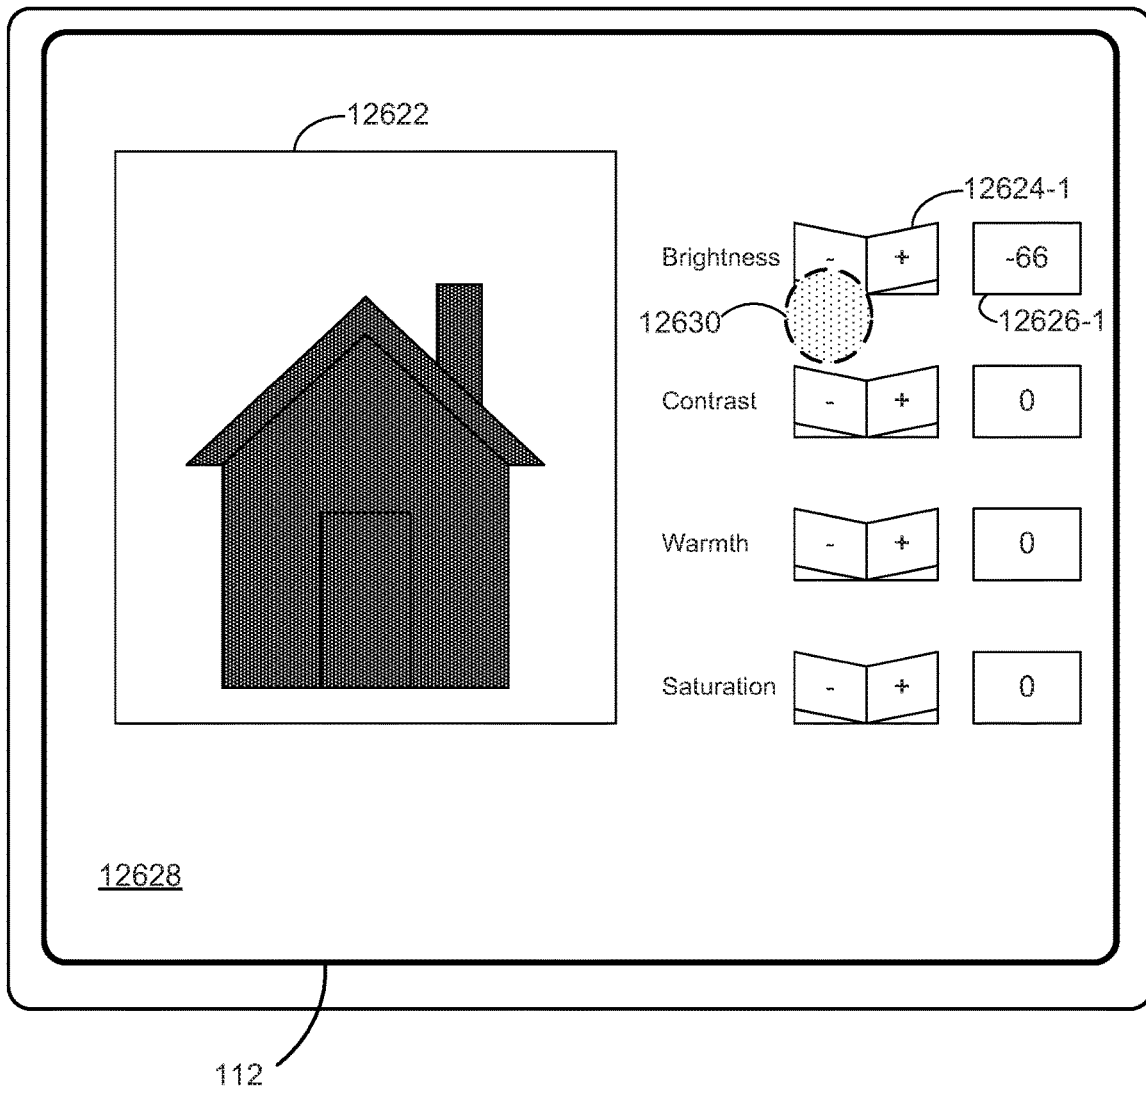 12622
12624-1
Brightness - + -66
12630
12626-1
Contrast - + 0
Warmth - + 0
Saturation - + 0
12628
112